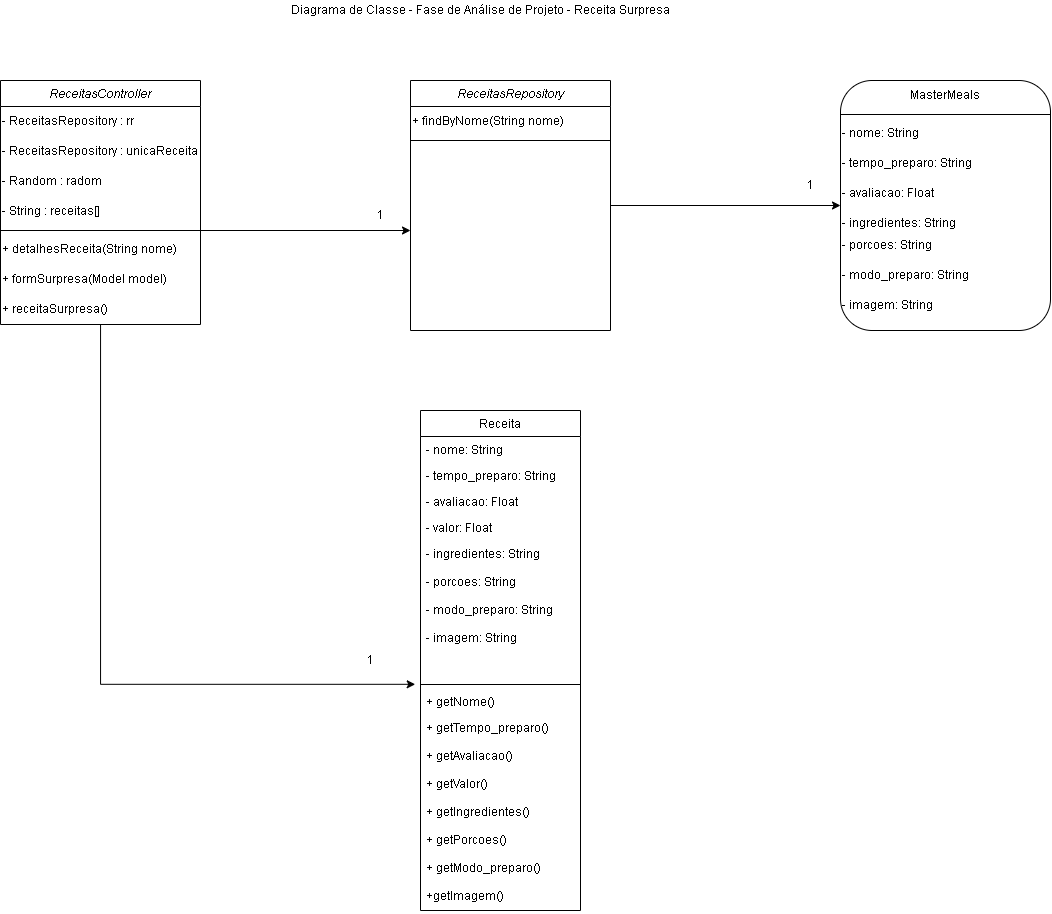 Diagrama de Classe - Fase de Análise de Projeto - Receita Surpresa
ReceitasController
- ReceitasRepository : rr
- ReceitasRepository : unicaReceita
- Random : radom
- String : receitas[]
+ detalhesReceita(String nome)
+ formSurpresa(Model model)
+ receitaSurpresa()
1
ReceitasRepository
+ findByNome(String nome)
1
MasterMeals
- nome: String
- tempo_preparo: String
- avaliacao: Float
- ingredientes: String
- porcoes: String
- modo_preparo: String
- imagem: String
1
Receita
- nome: String
- tempo_preparo: String
- avaliacao: Float
- valor: Float
- ingredientes: String
- porcoes: String
- modo_preparo: String
- imagem: String
+ getNome()
+ getTempo_preparo()
+ getAvaliacao()
+ getValor()
+ getIngredientes()
+ getPorcoes()
+ getModo_preparo()
+getImagem()